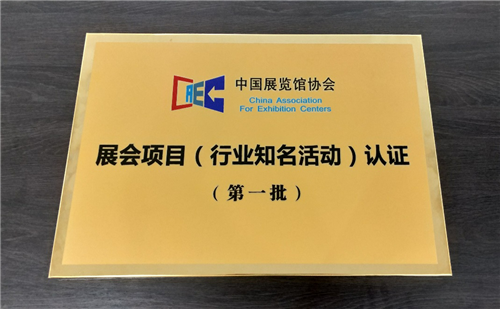 CAEC
中国展览馆协会
China Association
For Exhibition Centers
展会项目（行业知名活动）认证
（第一批）